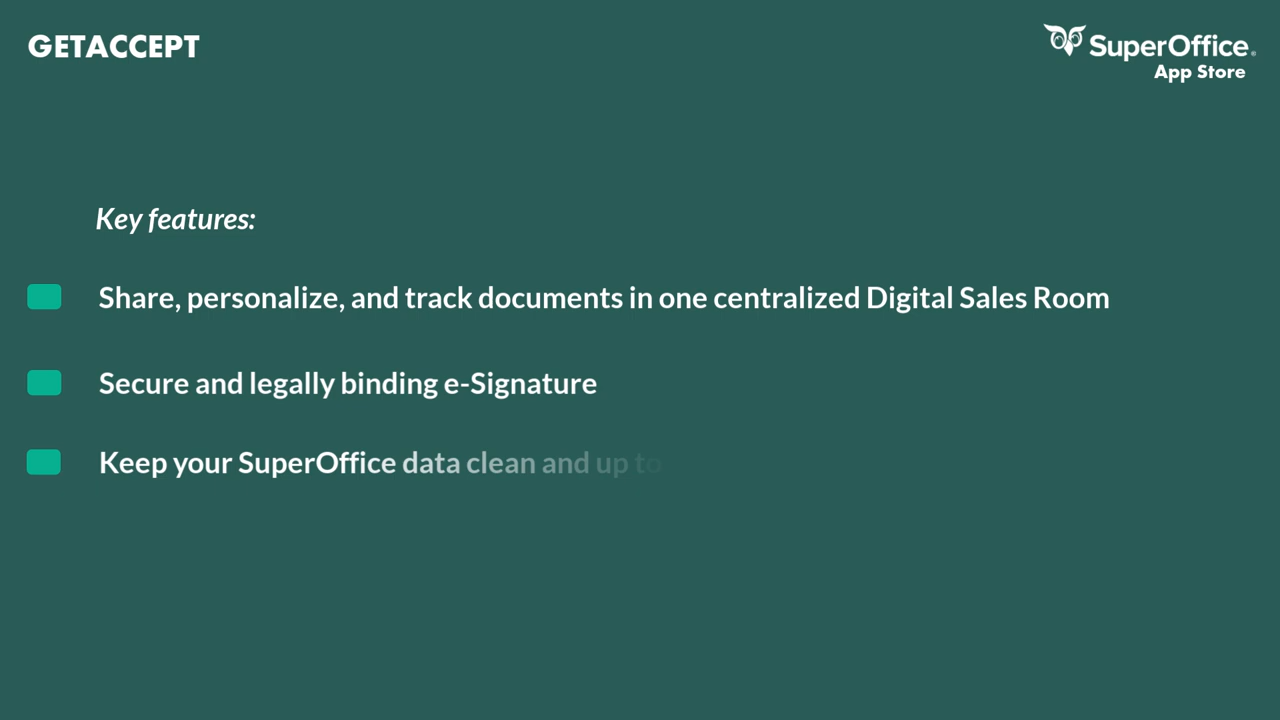 GETACCEPT
SuperOffice®
App Store
Key features:
Share, personalize, and track documents in one centralized Digital Sales Room
Secure and legally binding e-Signature
Keep your SuperOffice data clean and up to